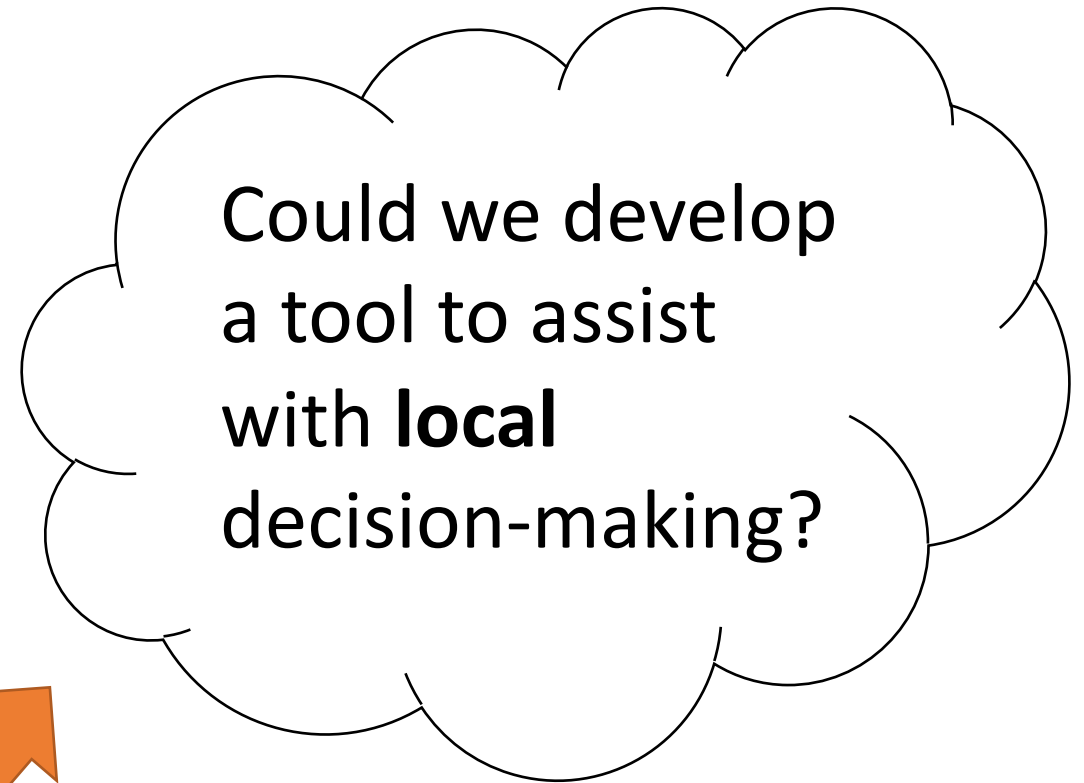 Could we develop
a tool to assist
with local
decision-making?